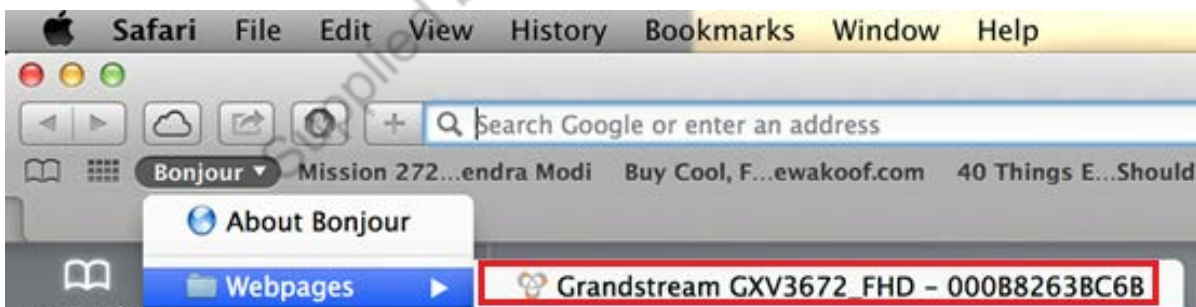 Safari File Edit View History Bookmarks Window Help
Search Google or enter an address
Bonjour Mission 272...endra Modi Buy Cool, F...ewakoof.com 40 Things E...Should
About Bonjour
Webpages Grandstream GXV3672_FHD – 000B8263BC6B
Supplied